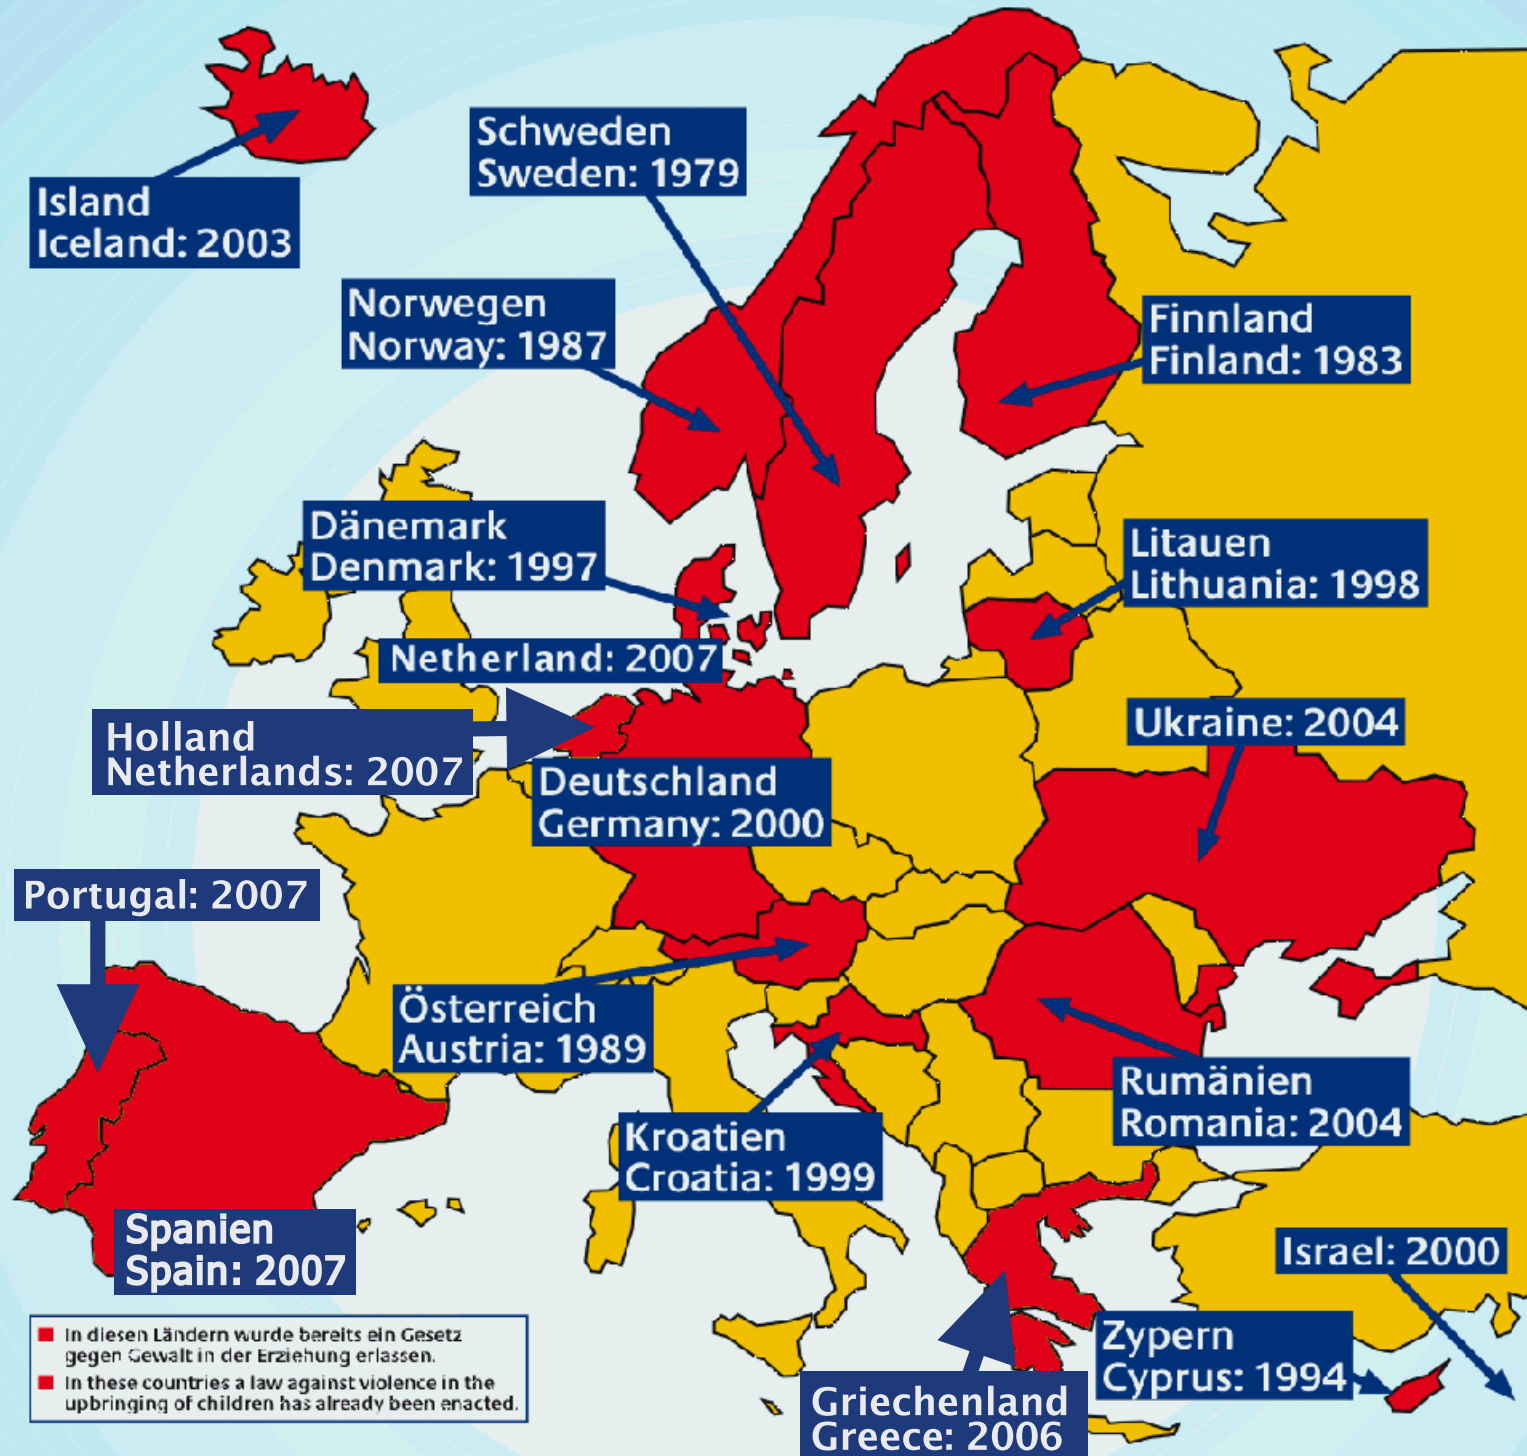 Island
Iceland: 2003
Schweden
Sweden: 1979
Norwegen
Norway: 1987
Finnland
Finland: 1983
Dänemark
Denmark: 1997
Litauen
Lithuania: 1998
Netherland: 2007
Holland
Netherlands: 2007
Ukraine: 2004
Deutschland
Germany: 2000
Portugal: 2007
Österreich
Austria: 1989
Rumänien
Romania: 2004
Kroatien
Croatia: 1999
Spanien
Spain: 2007
Israel: 2000
Zypern
Cyprus: 1994
Griechenland
Greece: 2006
In diesen Ländern wurde bereits ein Gesetz
gegen Gewalt in der Erziehung erlassen.
In these countries a law against violence in the
upbringing of children has already been enacted.